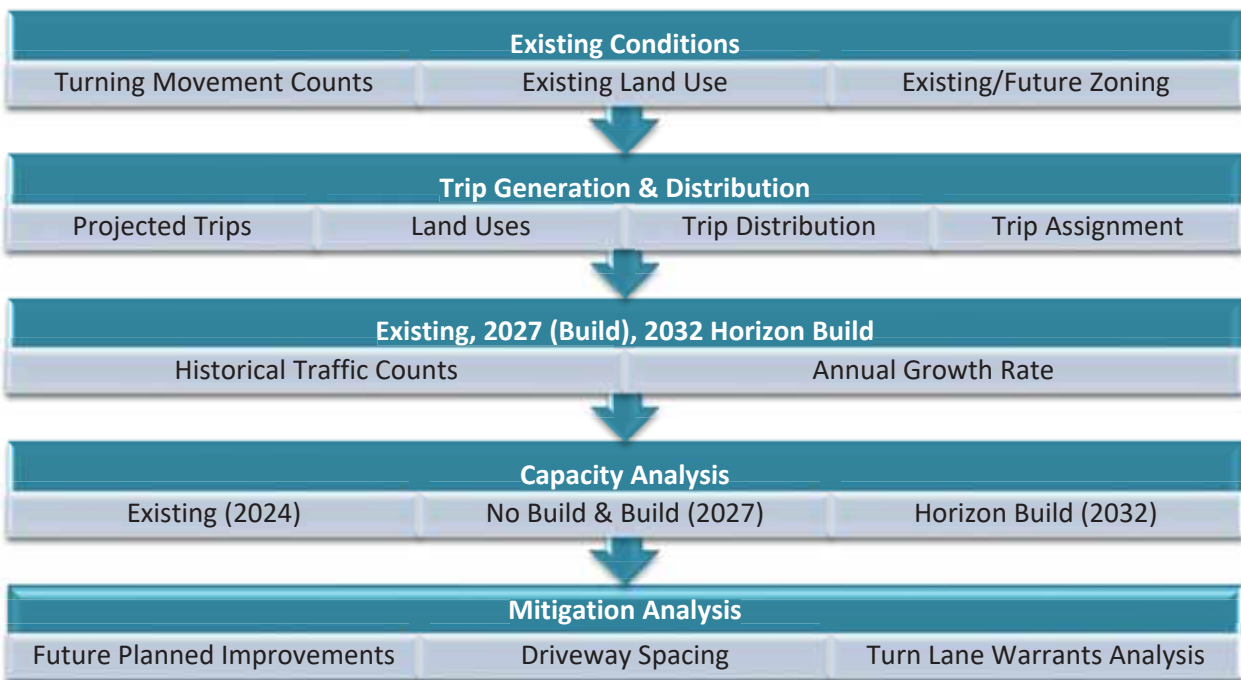 Existing Conditions
Turning Movement Counts Existing Land Use Existing/Future Zoning
Trip Generation & Distribution
Projected Trips Land Uses Trip Distribution Trip Assignment
Existing, 2027 (Build), 2032 Horizon Build
Historical Traffic Counts Annual Growth Rate
Capacity Analysis
Existing (2024) No Build & Build (2027) Horizon Build (2032)
Mitigation Analysis
Future Planned Improvements Driveway Spacing Turn Lane Warrants Analysis